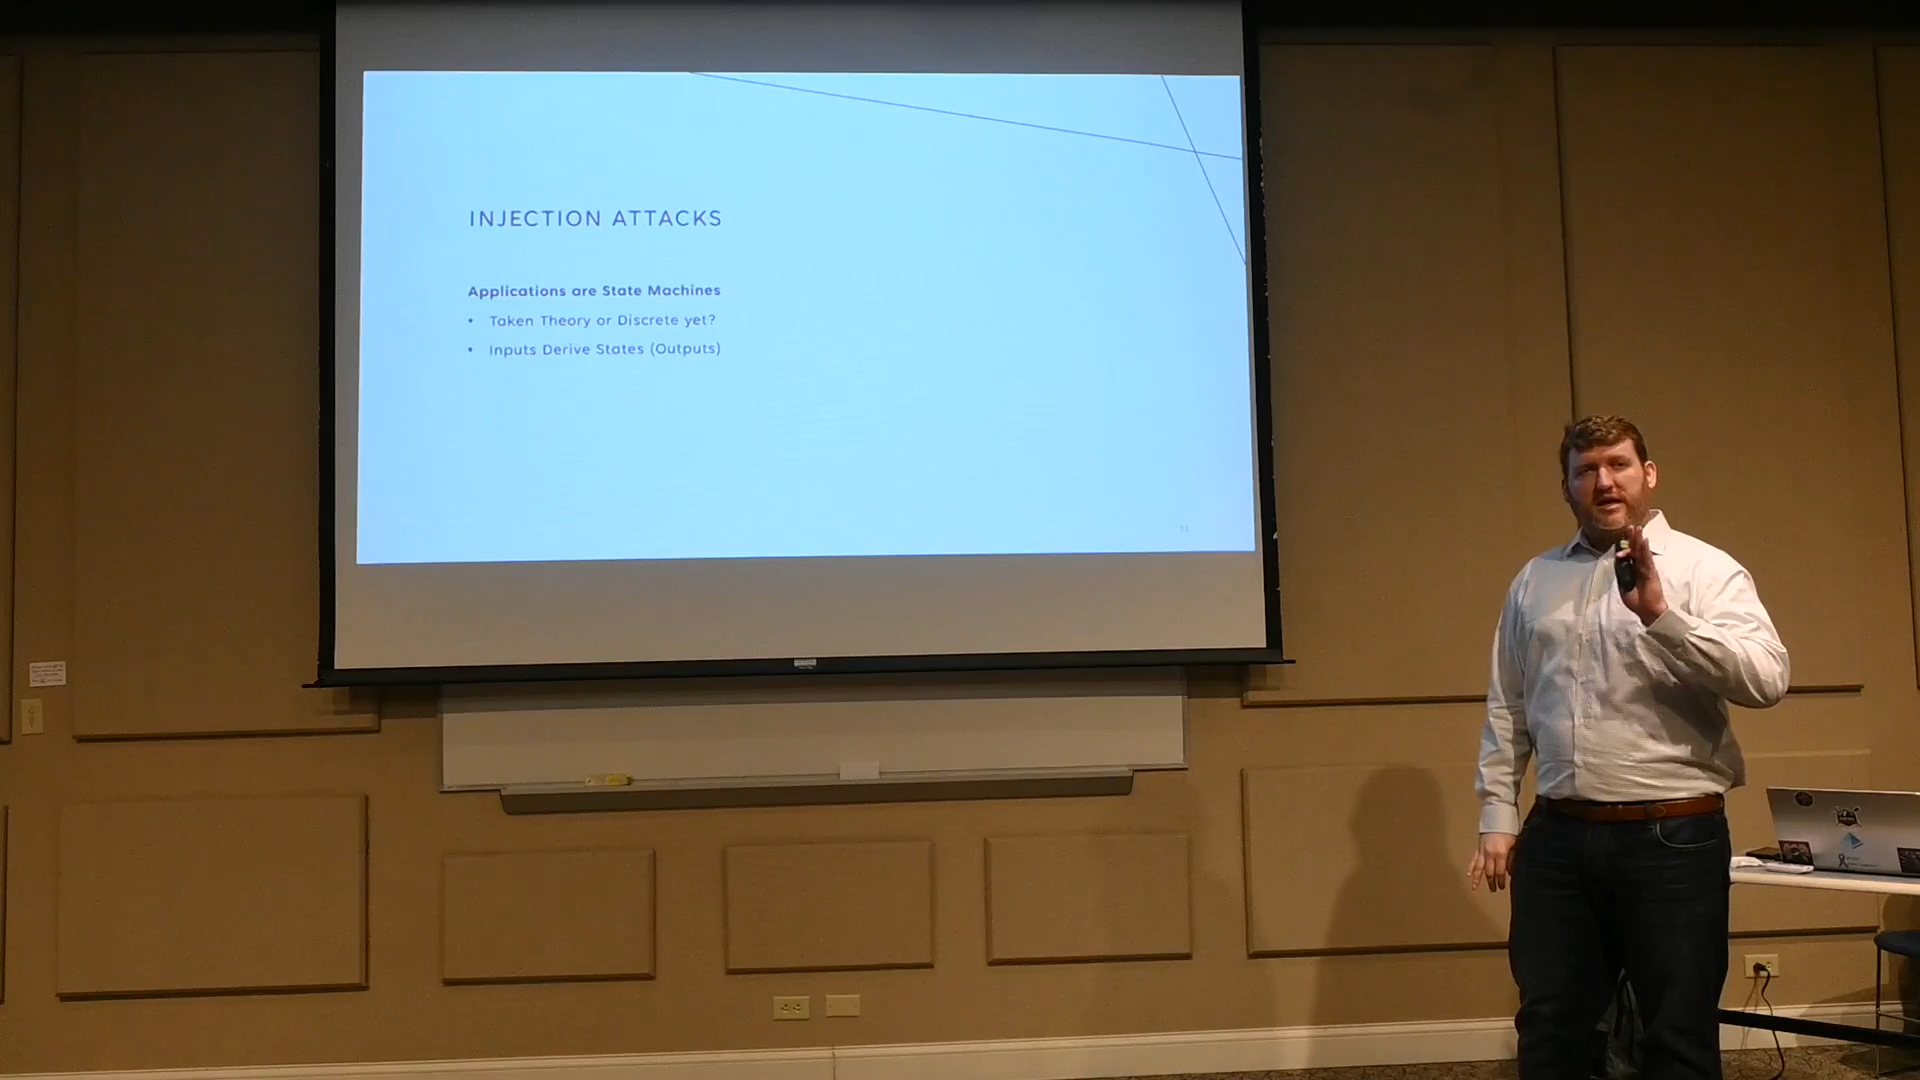 INJECTION ATTACKS
Applications are State Machines
• Taken Theory or Discrete yet?
• Inputs Derive States (Outputs)